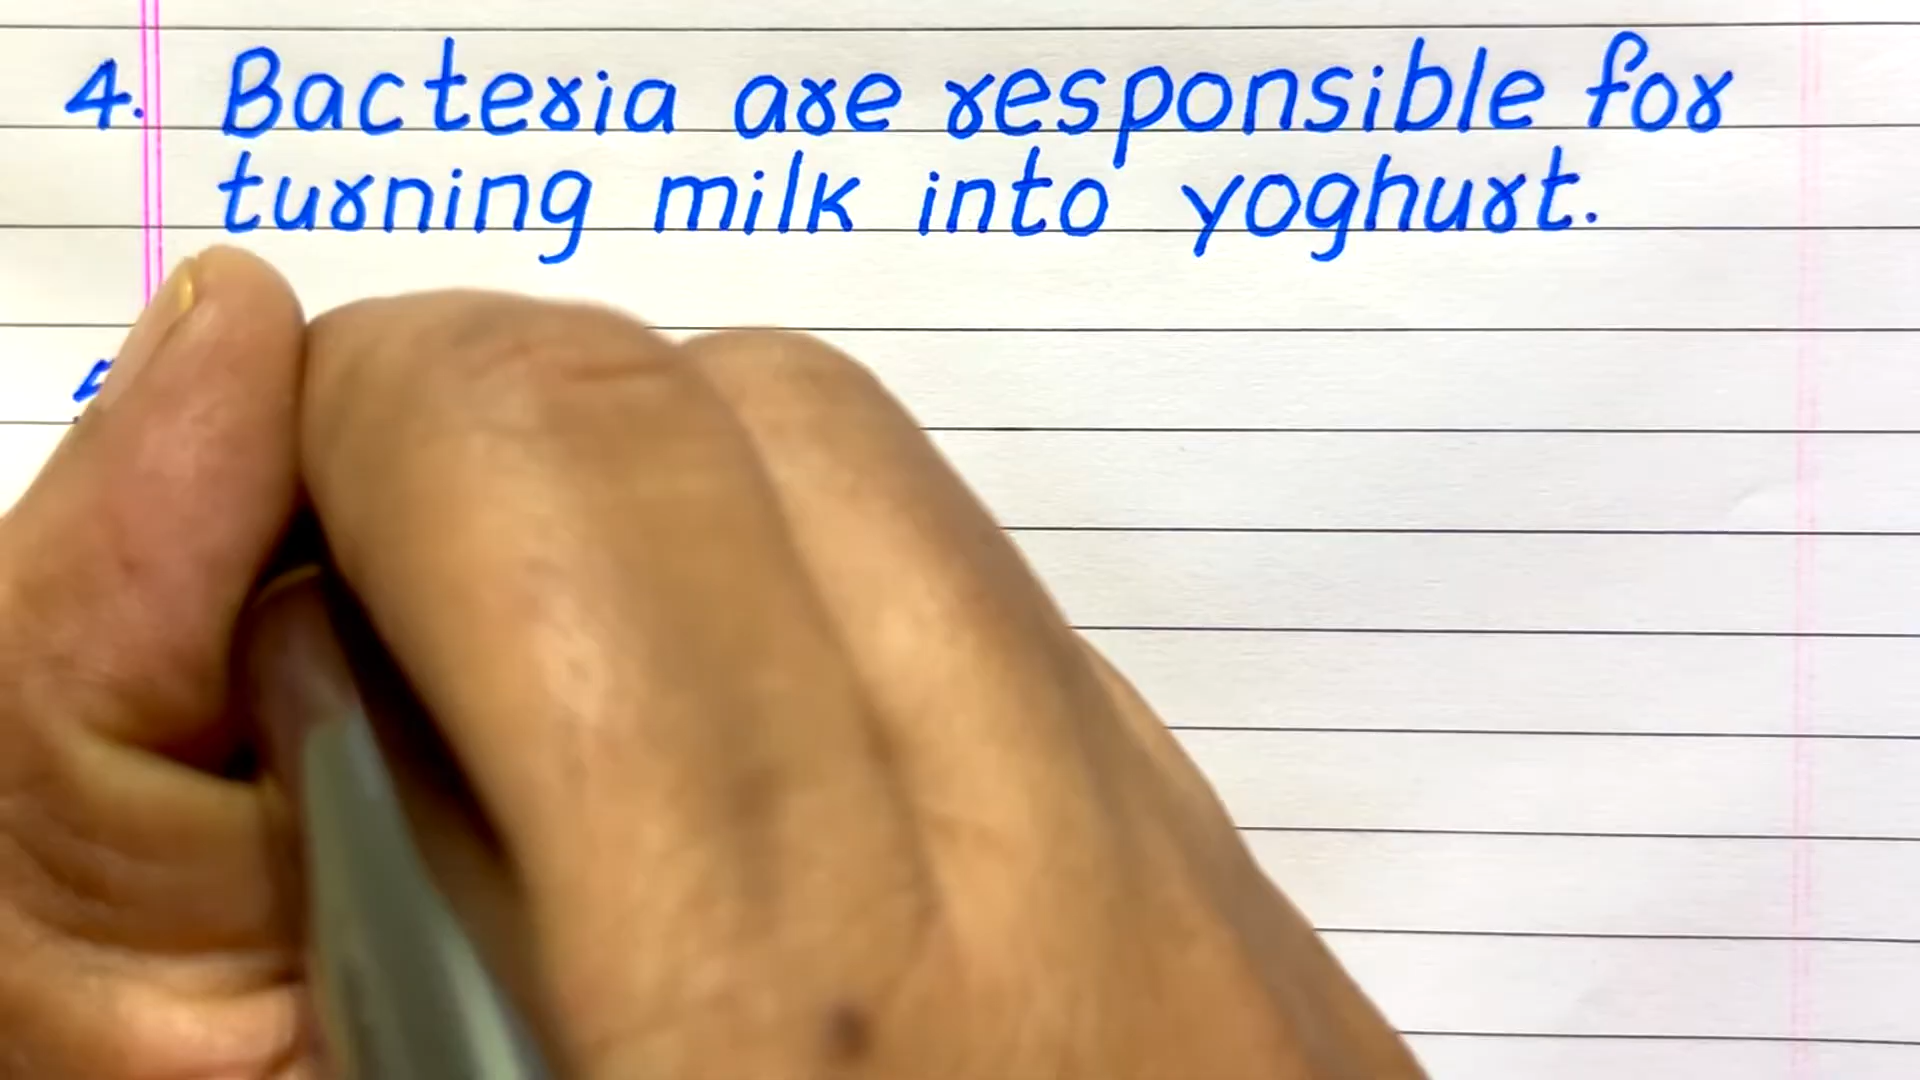 4. Bacteria are responsible for
turning milk into yoghurt.